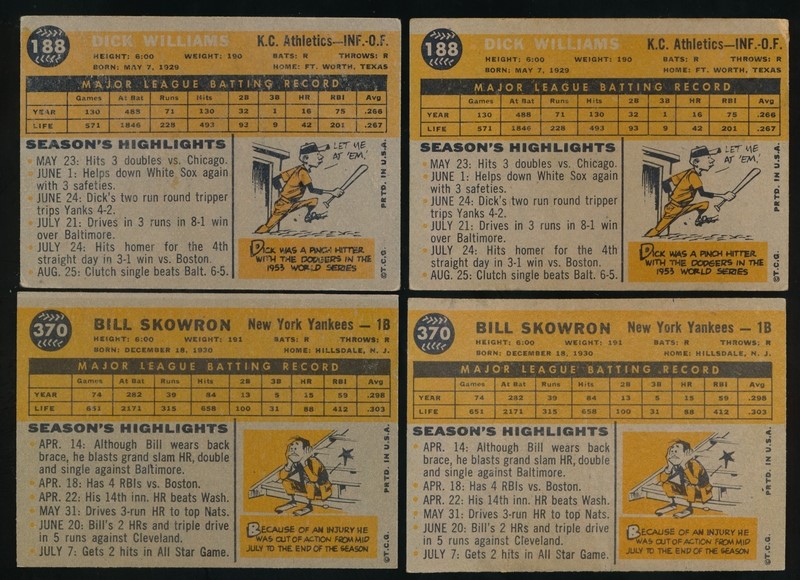 188
DICK WILLIAMS K.C. Athletics—INF.-O.F.
HEIGHT: 6:00 WEIGHT: 190 BATS: R THROWS: R
BORN: MAY 7, 1929 HOME: FT. WORTH, TEXAS
MAJOR LEAGUE BATTING RECORD
Games At Bat Runs Hits 2B 3B HR RBI Avg
YEAR 130 488 71 130 32 1 16 75 .266
LIFE 571 1846 228 493 93 9 42 201 .267
SEASON'S HIGHLIGHTS
MAY 23: Hits 3 doubles vs. Chicago.
JUNE 1: Helps down White Sox again
with 3 safeties.
JUNE 24: Dick's two run round tripper
trips Yanks 4-2.
JULY 21: Drives in 3 runs in 8-1 win
over Baltimore.
JULY 24: Hits homer for the 4th
straight day in 3-1 win vs. Boston.
AUG. 25: Clutch single beats Balt. 6-5.
LET ME
AT 'EM!
DICK WAS A PINCH HITTER
WITH THE DODGERS IN THE
1953 WORLD SERIES
©T.C.G. PRTD. IN U.S.A.
188
DICK WILLIAMS K.C. Athletics—INF.-O.F.
HEIGHT: 6:00 WEIGHT: 190 BATS: R THROWS: R
BORN: MAY 7, 1929 HOME: FT. WORTH, TEXAS
MAJOR LEAGUE BATTING RECORD
Games At Bat Runs Hits 2B 3B HR RBI Avg
YEAR 130 488 71 130 32 1 16 75 .266
LIFE 571 1846 228 493 93 9 42 201 .267
SEASON'S HIGHLIGHTS
MAY 23: Hits 3 doubles vs. Chicago.
JUNE 1: Helps down White Sox again
with 3 safeties.
JUNE 24: Dick's two run round tripper
trips Yanks 4-2.
JULY 21: Drives in 3 runs in 8-1 win
over Baltimore.
JULY 24: Hits homer for the 4th
straight day in 3-1 win vs. Boston.
AUG. 25: Clutch single beats Balt. 6-5.
LET ME
AT 'EM!
DICK WAS A PINCH HITTER
WITH THE DODGERS IN THE
1953 WORLD SERIES
©T.C.G. PRTD. IN U.S.A.
370
BILL SKOWRON New York Yankees — 1B
HEIGHT: 6:00 WEIGHT: 191 BATS: R THROWS: R
BORN: DECEMBER 18, 1930 HOME: HILLSDALE, N. J.
MAJOR LEAGUE BATTING RECORD
Games At Bat Runs Hits 2B 3B HR RBI Avg
YEAR 74 282 39 84 13 5 15 59 .298
LIFE 651 2171 315 658 100 31 88 412 .303
SEASON'S HIGHLIGHTS
APR. 14: Although Bill wears back
brace, he blasts grand slam HR, double
and single against Baltimore.
APR. 18: Has 4 RBIs vs. Boston.
APR. 22: His 14th inn. HR beats Wash.
MAY 31: Drives 3-run HR to top Nats.
JUNE 20: Bill's 2 HRs and triple drive
in 5 runs against Cleveland.
JULY 7: Gets 2 hits in All Star Game.
BECAUSE OF AN INJURY HE
WAS OUT OF ACTION FROM MID
JULY TO THE END OF THE SEASON
©T.C.G. PRTD. IN U.S.A.
370
BILL SKOWRON New York Yankees — 1B
HEIGHT: 6:00 WEIGHT: 191 BATS: R THROWS: R
BORN: DECEMBER 18, 1930 HOME: HILLSDALE, N. J.
MAJOR LEAGUE BATTING RECORD
Games At Bat Runs Hits 2B 3B HR RBI Avg
YEAR 74 282 39 84 13 5 15 59 .298
LIFE 651 2171 315 658 100 31 88 412 .303
SEASON'S HIGHLIGHTS
APR. 14: Although Bill wears back
brace, he blasts grand slam HR, double
and single against Baltimore.
APR. 18: Has 4 RBIs vs. Boston.
APR. 22: His 14th inn. HR beats Wash.
MAY 31: Drives 3-run HR to top Nats.
JUNE 20: Bill's 2 HRs and triple drive
in 5 runs against Cleveland.
JULY 7: Gets 2 hits in All Star Game.
BECAUSE OF AN INJURY HE
WAS OUT OF ACTION FROM MID
JULY TO THE END OF THE SEASON
©T.C.G. PRTD. IN U.S.A.